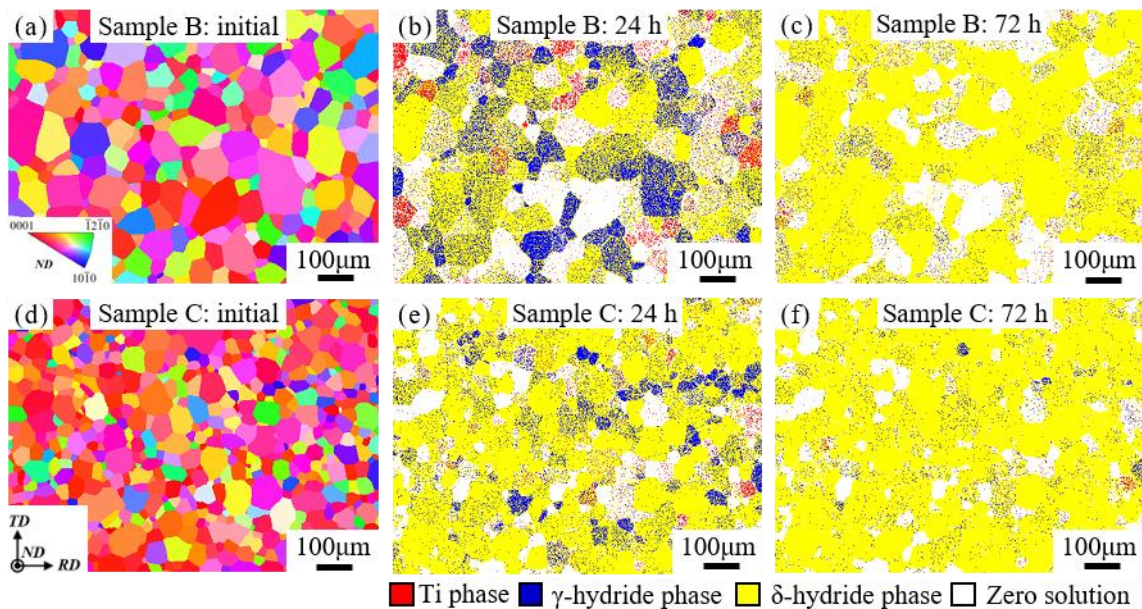 (a) Sample B: initial
(b) Sample B: 24 h
(c) Sample B: 72 h
0001 1̅21̅0
ND
101̅0
100μm
100μm
100μm
(d) Sample C: initial
(e) Sample C: 24 h
(f) Sample C: 72 h
TD
ND
RD
100μm
100μm
100μm
Ti phase γ-hydride phase δ-hydride phase Zero solution